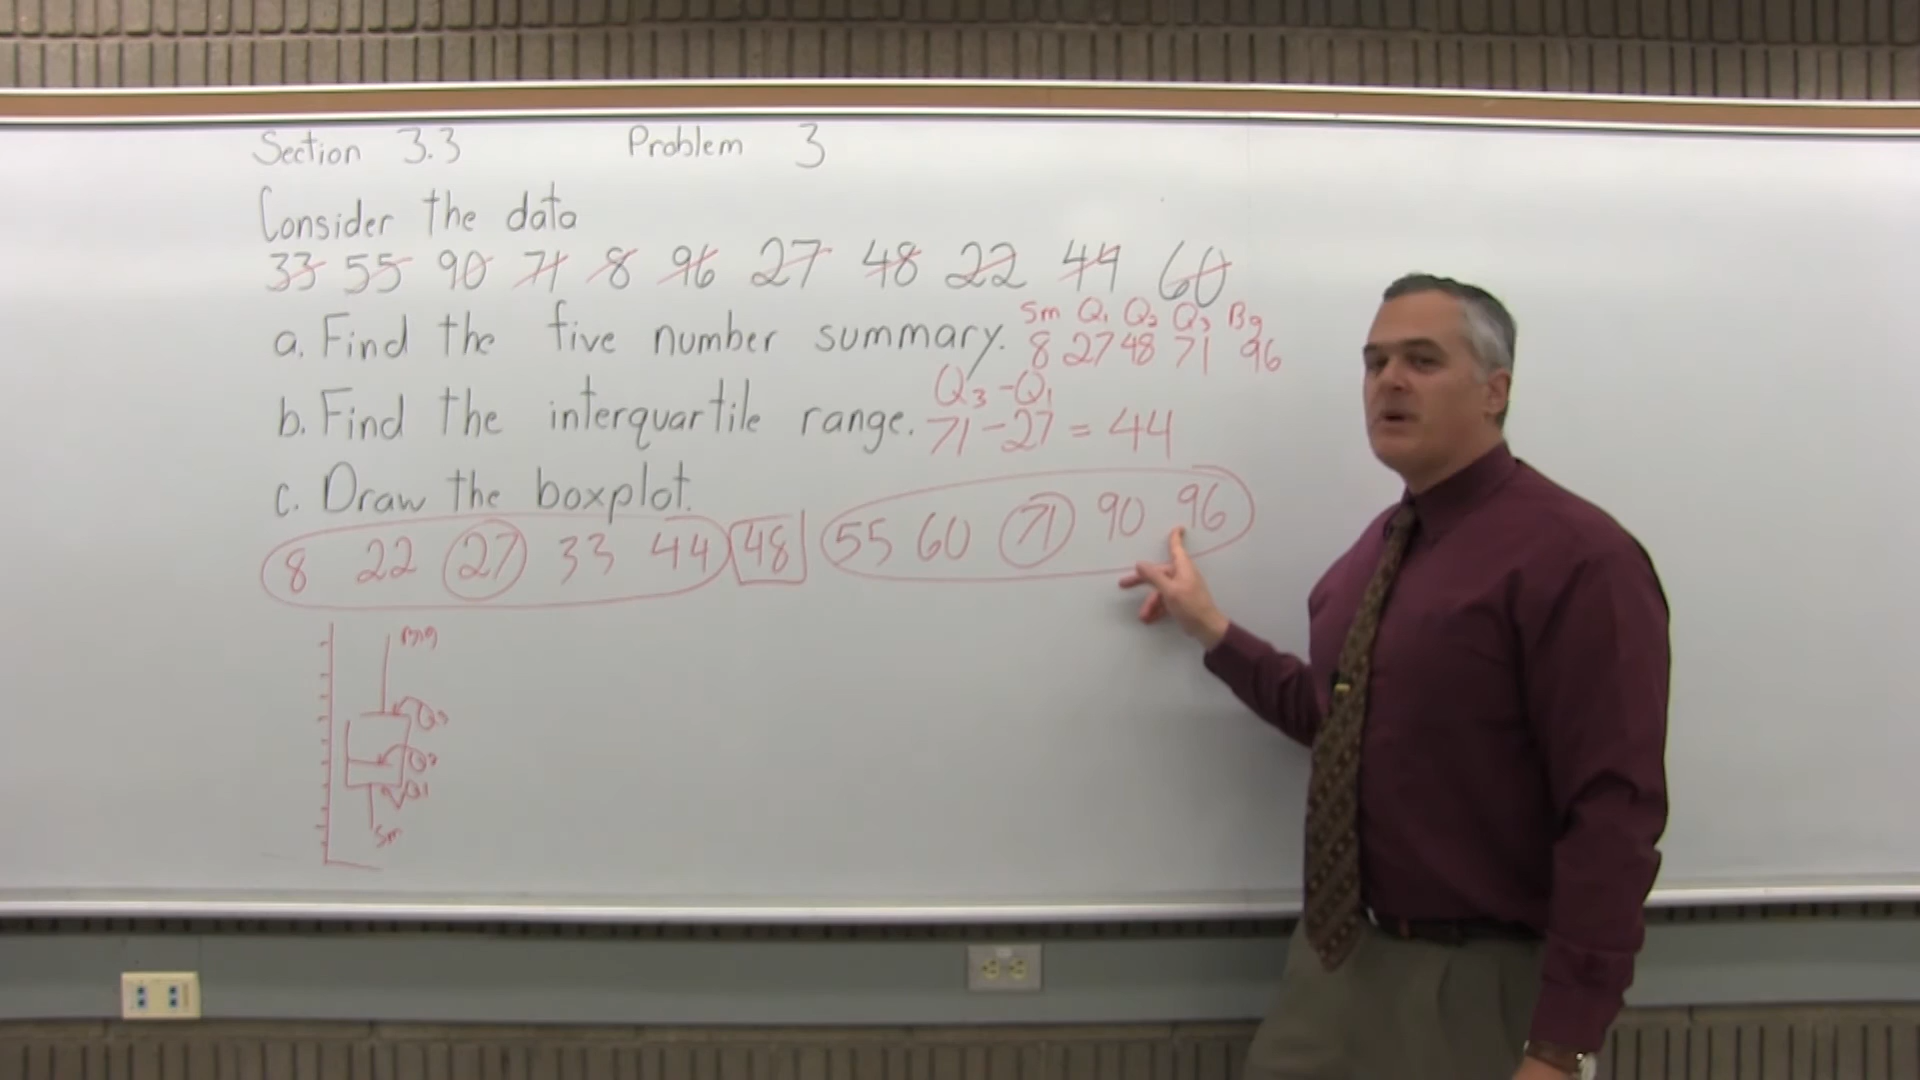 Section 3.3 Problem 3
Consider the data
33 55 90 71 8 96 27 48 22 44 60
a. Find the five number summary.
Sm Q1 Q2 Q3 Bg
8 27 48 71 96
b. Find the interquartile range.
Q3 - Q1
71 - 27 = 44
c. Draw the boxplot.
8 22 27 33 44 48 55 60 71 90 96
Big
Q3
Q2
Q1
Sm